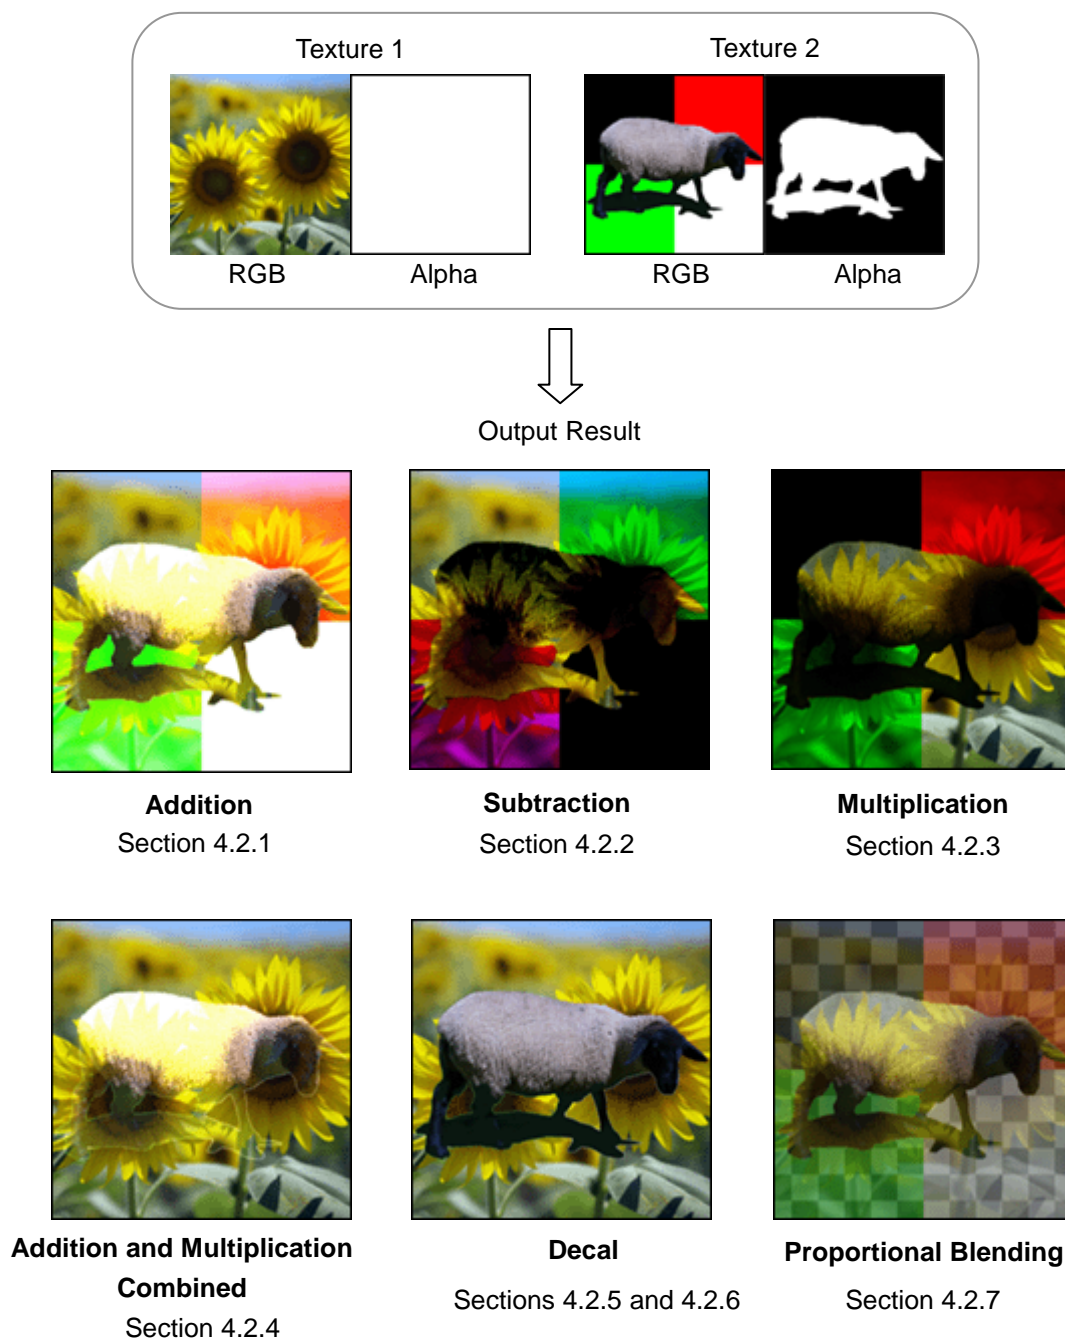 Texture 1
Texture 2
RGB
Alpha
RGB
Alpha
Output Result
Addition
Section 4.2.1
Subtraction
Section 4.2.2
Multiplication
Section 4.2.3
Addition and Multiplication
Combined
Section 4.2.4
Decal
Sections 4.2.5 and 4.2.6
Proportional Blending
Section 4.2.7